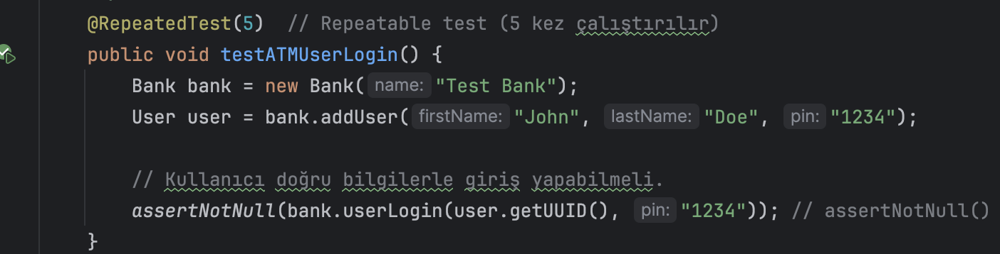 @RepeatedTest(5)  // Repeatable test (5 kez çalıştırılır)
public void testATMUserLogin() {
    Bank bank = new Bank( name: "Test Bank");
    User user = bank.addUser( firstName: "John",  lastName: "Doe",  pin: "1234");
    // Kullanıcı doğru bilgilerle giriş yapabilmeli.
    assertNotNull(bank.userLogin(user.getUUID(),  pin: "1234")); // assertNotNull()
}